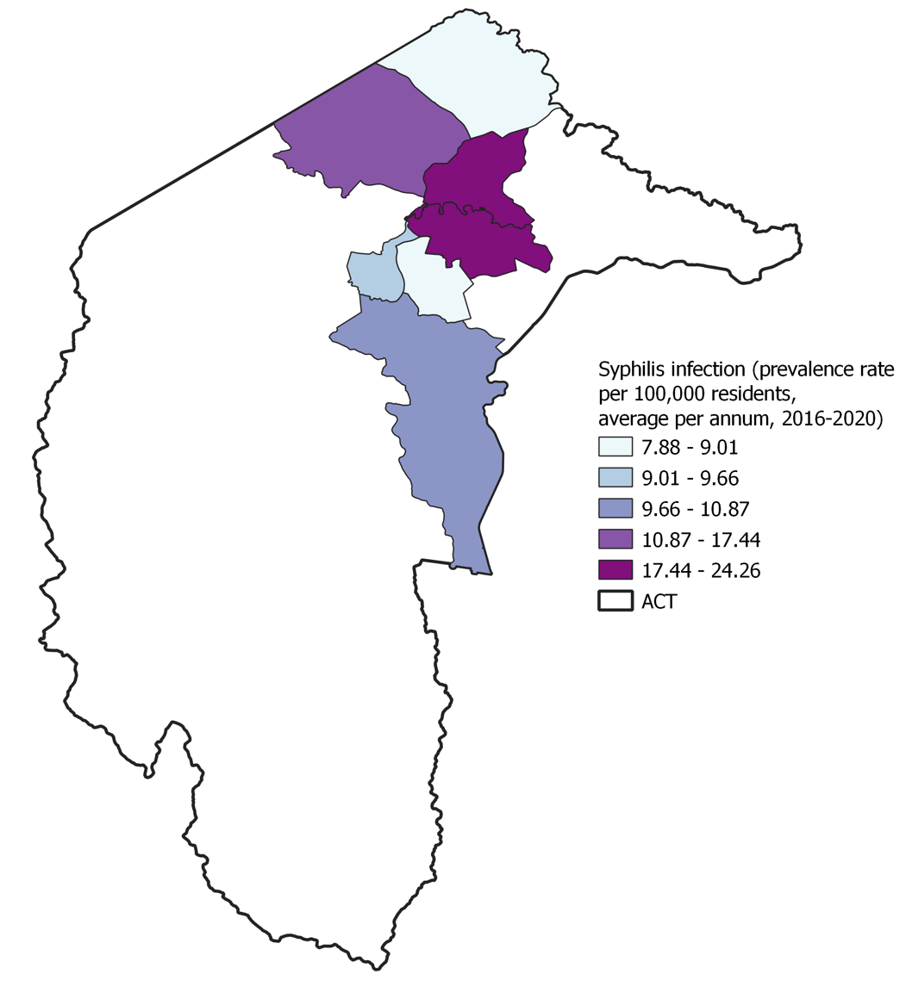 Syphilis infection (prevalence rate
per 100,000 residents,
average per annum, 2016-2020)
7.88 - 9.01
9.01 - 9.66
9.66 - 10.87
10.87 - 17.44
17.44 - 24.26
ACT